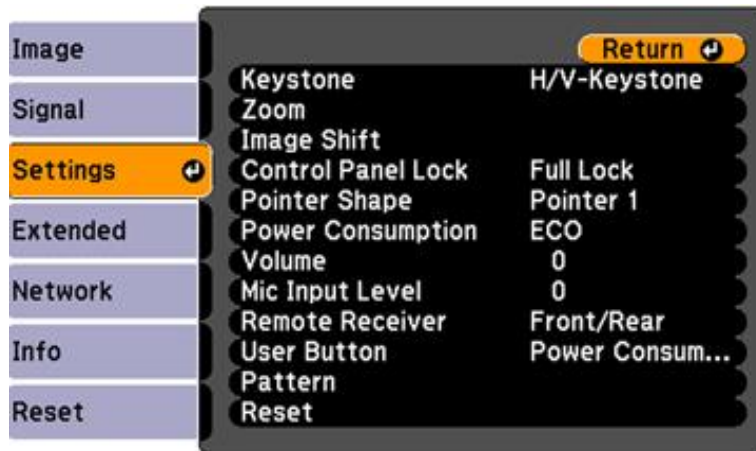 Image
Signal
Settings
Extended
Network
Info
Reset
Return
Keystone H/V-Keystone
Zoom
Image Shift
Control Panel Lock Full Lock
Pointer Shape Pointer 1
Power Consumption ECO
Volume 0
Mic Input Level 0
Remote Receiver Front/Rear
User Button Power Consum...
Pattern
Reset